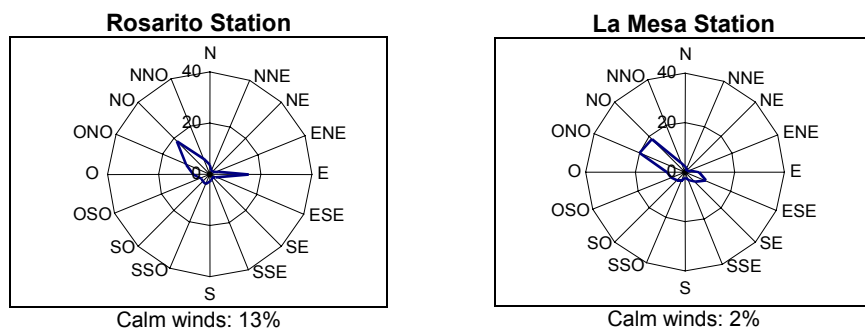 Rosarito Station
N
NNE
NE
ENE
E
ESE
SE
SSE
S
SSO
SO
OSO
O
ONO
NO
NNO
40
20
0
Calm winds: 13%
La Mesa Station
N
NNE
NE
ENE
E
ESE
SE
SSE
S
SSO
SO
OSO
O
ONO
NO
NNO
40
20
0
Calm winds: 2%